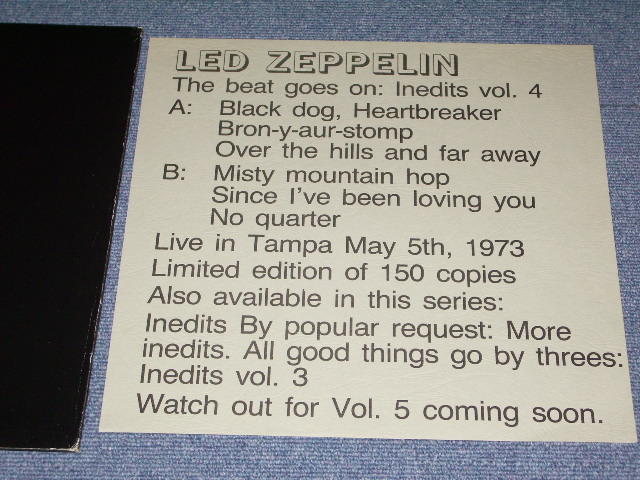 LED ZEPPELIN
The beat goes on: Inedits vol. 4
A: Black dog, Heartbreaker
Bron-y-aur-stomp
Over the hills and far away
B: Misty mountain hop
Since I've been loving you
No quarter
Live in Tampa May 5th, 1973
Limited edition of 150 copies
Also available in this series:
Inedits By popular request: More
inedits. All good things go by threes:
Inedits vol. 3
Watch out for Vol. 5 coming soon.